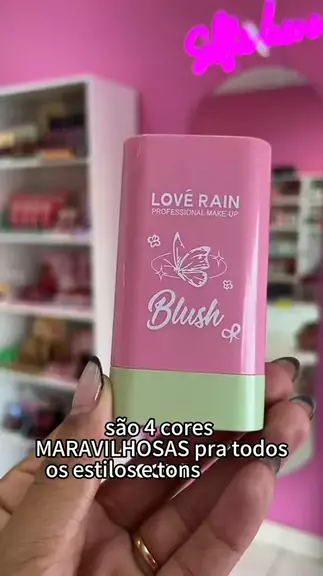 LOVÉ RAIN
PROFESSIONAL MAKE-UP
Blush
são 4 cores
MARAVILHOSAS pra todos
os estilos e tons